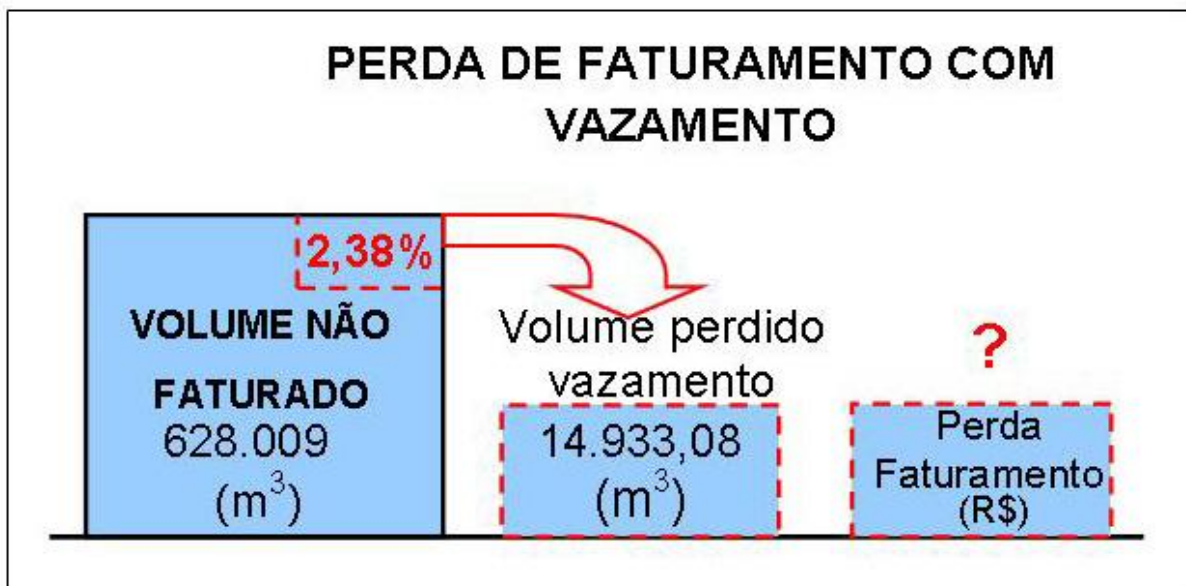 PERDA DE FATURAMENTO COM
VAZAMENTO
2,38%
VOLUME NÃO
FATURADO
628.009
(m³)
Volume perdido
vazamento
14.933,08
(m³)
?
Perda
Faturamento
(R$)